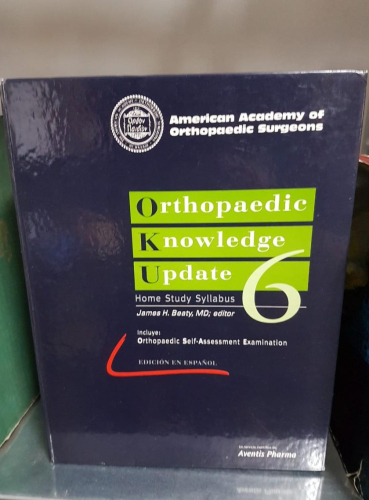 American Academy of
Orthopaedic Surgeons
Orthopaedic
Knowledge
Update 6
Home Study Syllabus
James H. Beaty, MD; editor
Incluye:
Orthopaedic Self-Assessment Examination
EDICIÓN EN ESPAÑOL
Aventis Pharma